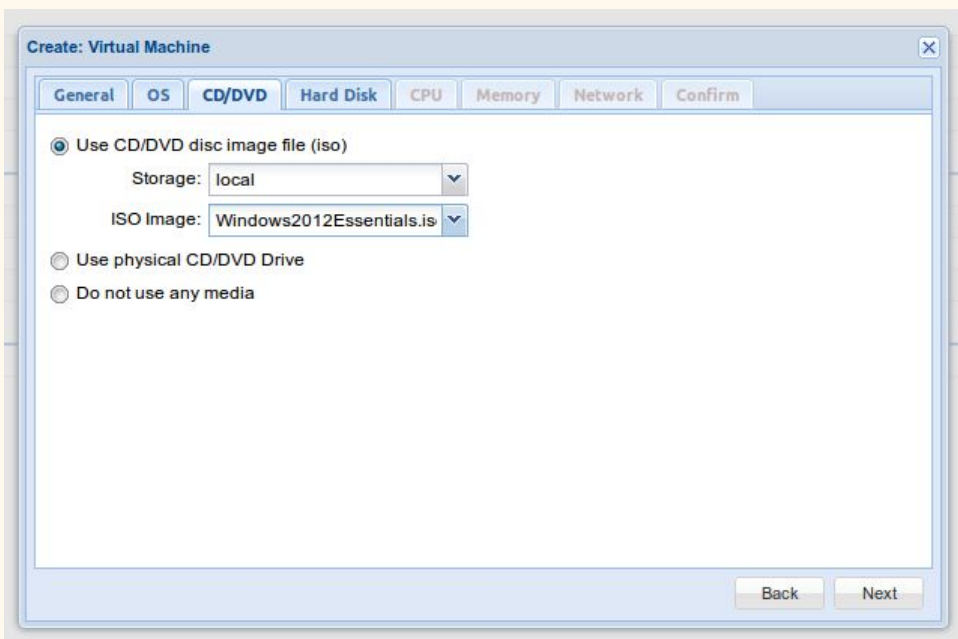 Create: Virtual Machine
General OS CD/DVD Hard Disk CPU Memory Network Confirm
Use CD/DVD disc image file (iso)
Storage: local
ISO Image: Windows2012Essentials.is
Use physical CD/DVD Drive
Do not use any media
Back Next